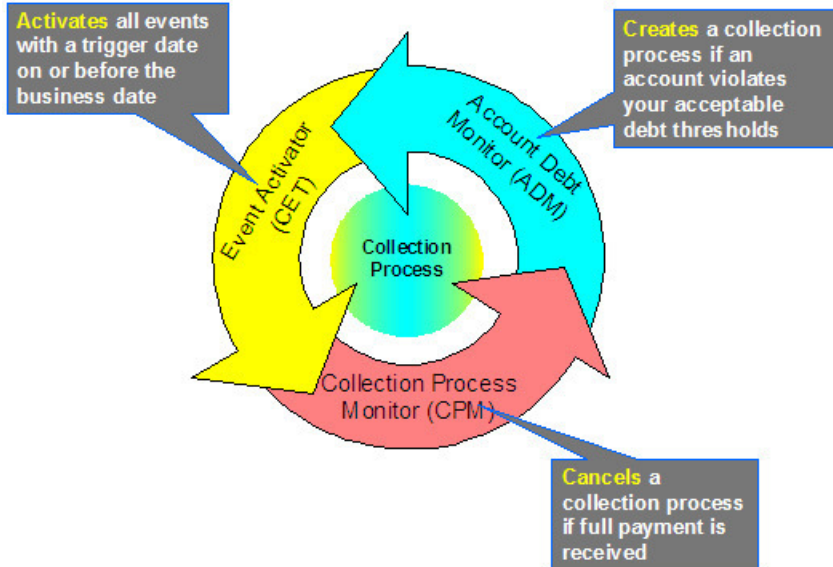 Activates all events
with a trigger date
on or before the
business date
Creates a collection
process if an
account violates
your acceptable
debt thresholds
Event Activator
(CET)
Account Debt
Monitor (ADM)
Collection
Process
Collection Process
Monitor (CPM)
Cancels a
collection process
if full payment is
received